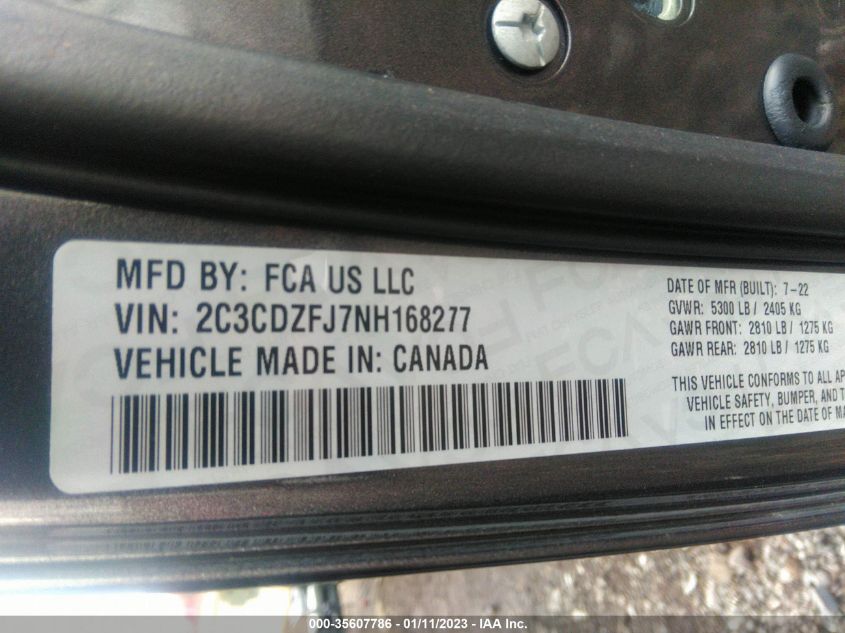 MFD BY: FCA US LLC
VIN: 2C3CDZFJ7NH168277
VEHICLE MADE IN: CANADA
DATE OF MFR (BUILT): 7-22
GVWR: 5300 LB / 2405 KG
GAWR FRONT: 2810 LB / 1275 KG
GAWR REAR: 2810 LB / 1275 KG
THIS VEHICLE CONFORMS TO ALL AP
VEHICLE SAFETY, BUMPER, AND T
IN EFFECT ON THE DATE OF MA
000-35607786 - 01/11/2023 - IAA Inc.